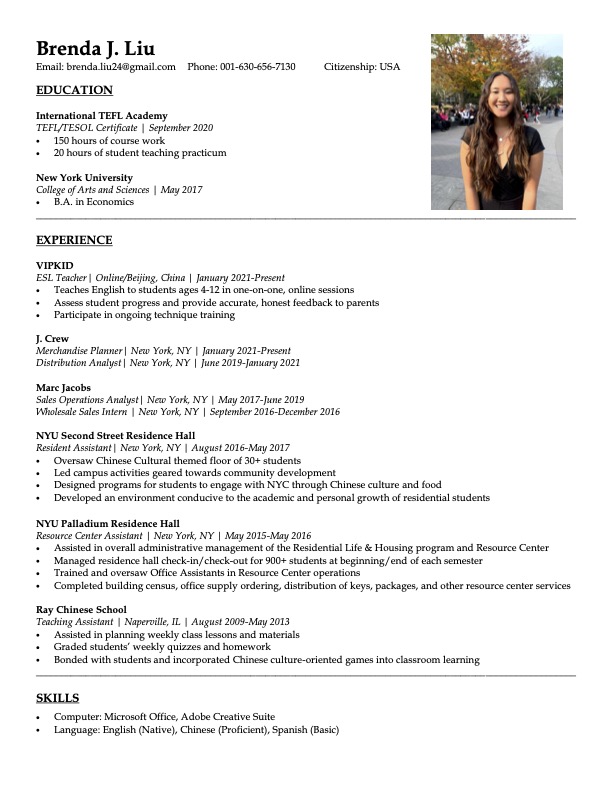 Brenda J. Liu
Email: brenda.liu24@gmail.com Phone: 001-630-656-7130 Citizenship: USA
EDUCATION
International TEFL Academy
TEFL/TESOL Certificate | September 2020
• 150 hours of course work
• 20 hours of student teaching practicum
New York University
College of Arts and Sciences | May 2017
• B.A. in Economics
EXPERIENCE
VIPKID
ESL Teacher| Online/Beijing, China | January 2021-Present
• Teaches English to students ages 4-12 in one-on-one, online sessions
• Assess student progress and provide accurate, honest feedback to parents
• Participate in ongoing technique training
J. Crew
Merchandise Planner| New York, NY | January 2021-Present
Distribution Analyst| New York, NY | June 2019-January 2021
Marc Jacobs
Sales Operations Analyst| New York, NY | May 2017-June 2019
Wholesale Sales Intern | New York, NY | September 2016-December 2016
NYU Second Street Residence Hall
Resident Assistant| New York, NY | August 2016-May 2017
• Oversaw Chinese Cultural themed floor of 30+ students
• Led campus activities geared towards community development
• Designed programs for students to engage with NYC through Chinese culture and food
• Developed an environment conducive to the academic and personal growth of residential students
NYU Palladium Residence Hall
Resource Center Assistant | New York, NY | May 2015-May 2016
• Assisted in overall administrative management of the Residential Life & Housing program and Resource Center
• Managed residence hall check-in/check-out for 900+ students at beginning/end of each semester
• Trained and oversaw Office Assistants in Resource Center operations
• Completed building census, office supply ordering, distribution of keys, packages, and other resource center services
Ray Chinese School
Teaching Assistant | Naperville, IL | August 2009-May 2013
• Assisted in planning weekly class lessons and materials
• Graded students' weekly quizzes and homework
• Bonded with students and incorporated Chinese culture-oriented games into classroom learning
SKILLS
• Computer: Microsoft Office, Adobe Creative Suite
• Language: English (Native), Chinese (Proficient), Spanish (Basic)